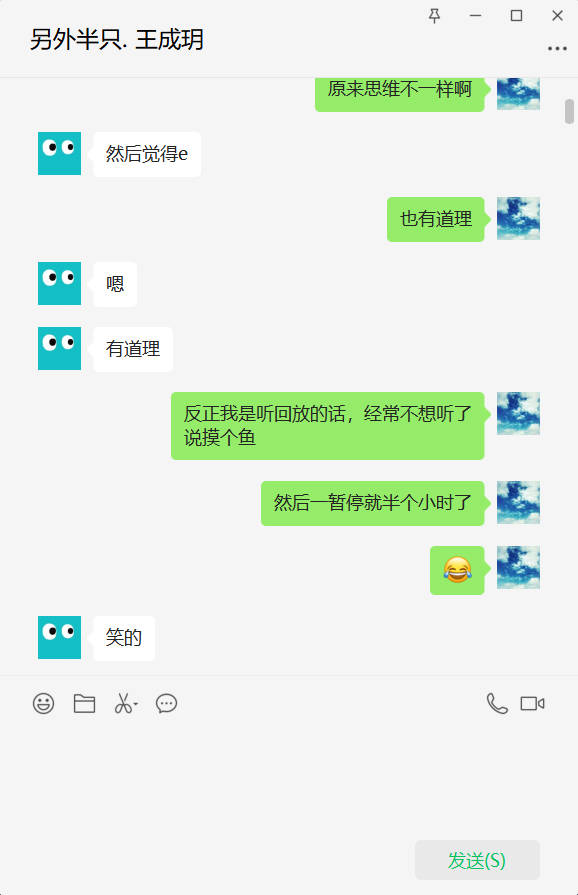 另外半只. 王成玥
原来思维不一样啊
然后觉得e
也有道理
嗯
有道理
反正我是听回放的话，经常不想听了
说摸个鱼
然后一暂停就半个小时了
😂
笑的
发送(S)